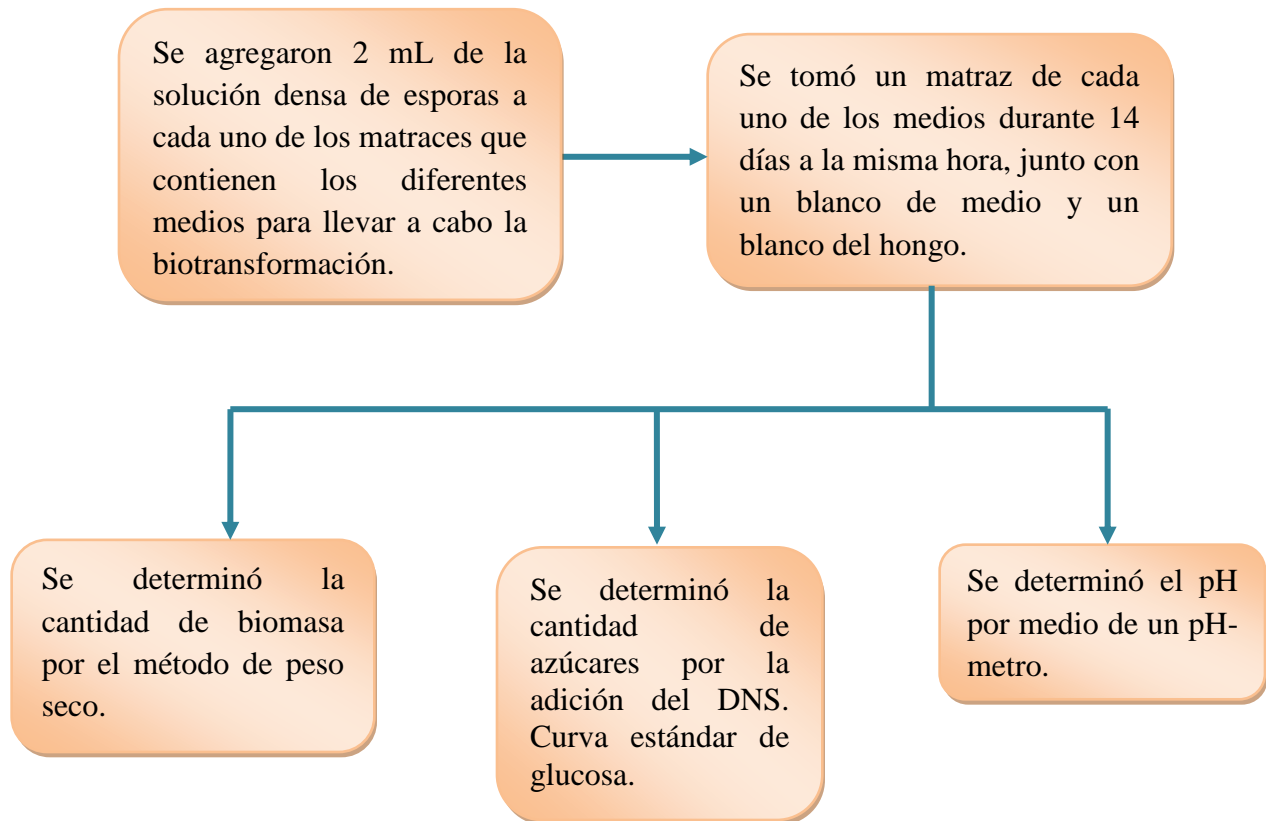 Se agregaron 2 mL de la
solución densa de esporas a
cada uno de los matraces que
contienen los diferentes
medios para llevar a cabo la
biotransformación.
Se tomó un matraz de cada
uno de los medios durante 14
días a la misma hora, junto con
un blanco de medio y un
blanco del hongo.
Se determinó la
cantidad de biomasa
por el método de peso
seco.
Se determinó la
cantidad de
azúcares por la
adición del DNS.
Curva estándar de
glucosa.
Se determinó el pH
por medio de un pH-
metro.